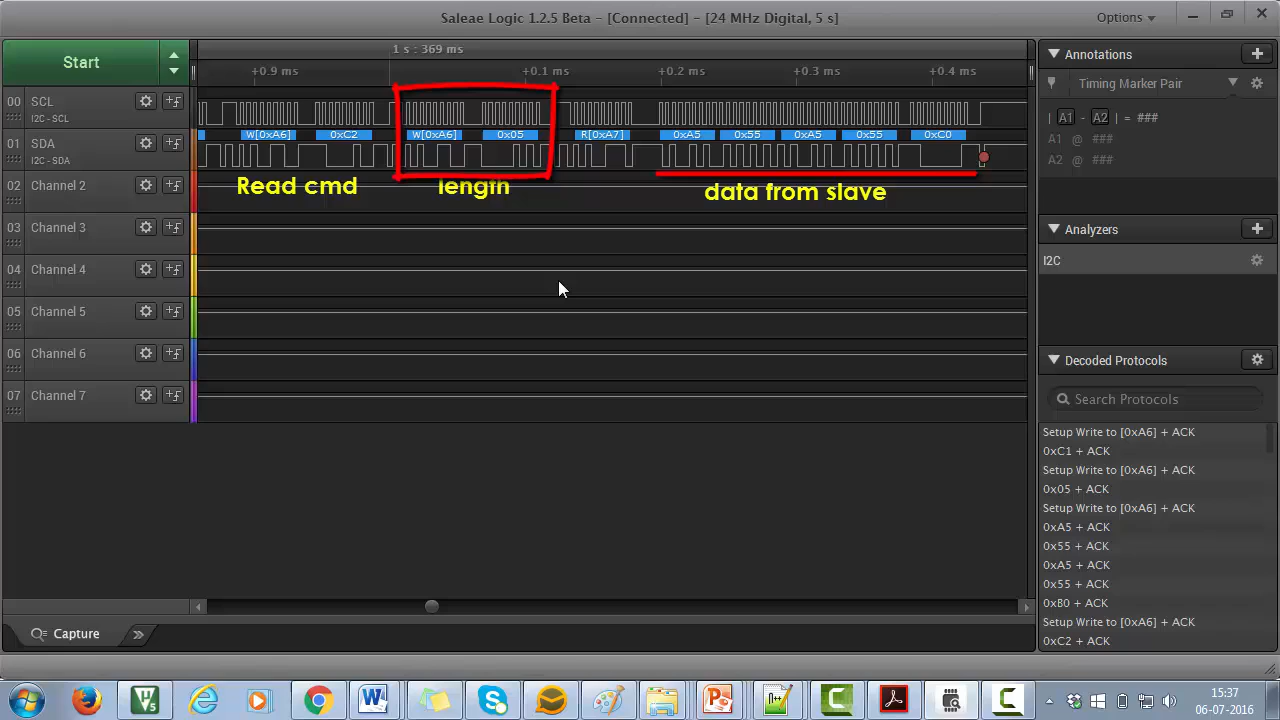 Saleae Logic 1.2.5 Beta - [Connected] - [24 MHz Digital, 5 s]
Options
Start
1 s : 369 ms
+0.9 ms
+0.1 ms
+0.2 ms
+0.3 ms
+0.4 ms
00 SCL
I2C - SCL
W[0xA6] 0xC2 W[0xA6] 0x05 R[0xA7] 0xA5 0x55 0xA5 0x55 0xC0
01 SDA
I2C - SDA
Read cmd
length
data from slave
02 Channel 2
03 Channel 3
04 Channel 4
05 Channel 5
06 Channel 6
07 Channel 7
Capture
Annotations
Timing Marker Pair
| A1 - A2 | = ###
A1 @ ###
A2 @ ###
Analyzers
I2C
Decoded Protocols
Search Protocols
Setup Write to [0xA6] + ACK
0xC1 + ACK
Setup Write to [0xA6] + ACK
0x05 + ACK
Setup Write to [0xA6] + ACK
0xA5 + ACK
0x55 + ACK
0xA5 + ACK
0x55 + ACK
0xB0 + ACK
Setup Write to [0xA6] + ACK
0xC2 + ACK
15:37
06-07-2016